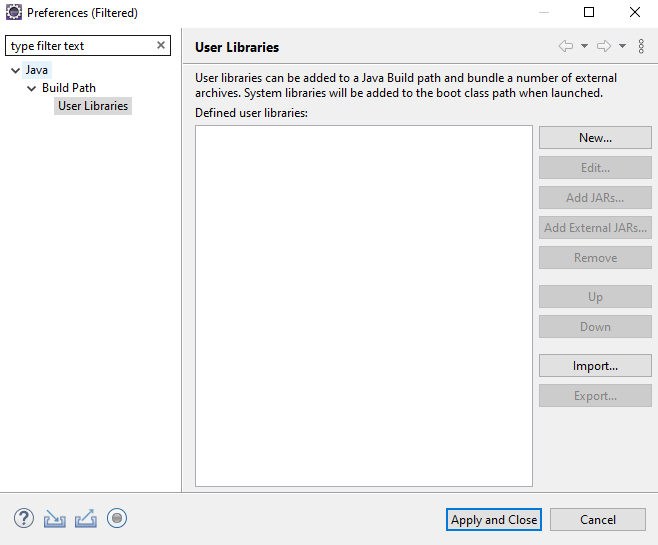 Preferences (Filtered)
type filter text
Java
Build Path
User Libraries
User Libraries
User libraries can be added to a Java Build path and bundle a number of external
archives. System libraries will be added to the boot class path when launched.
Defined user libraries:
New...
Edit...
Add JARs...
Add External JARs...
Remove
Up
Down
Import...
Export...
?
Apply and Close
Cancel